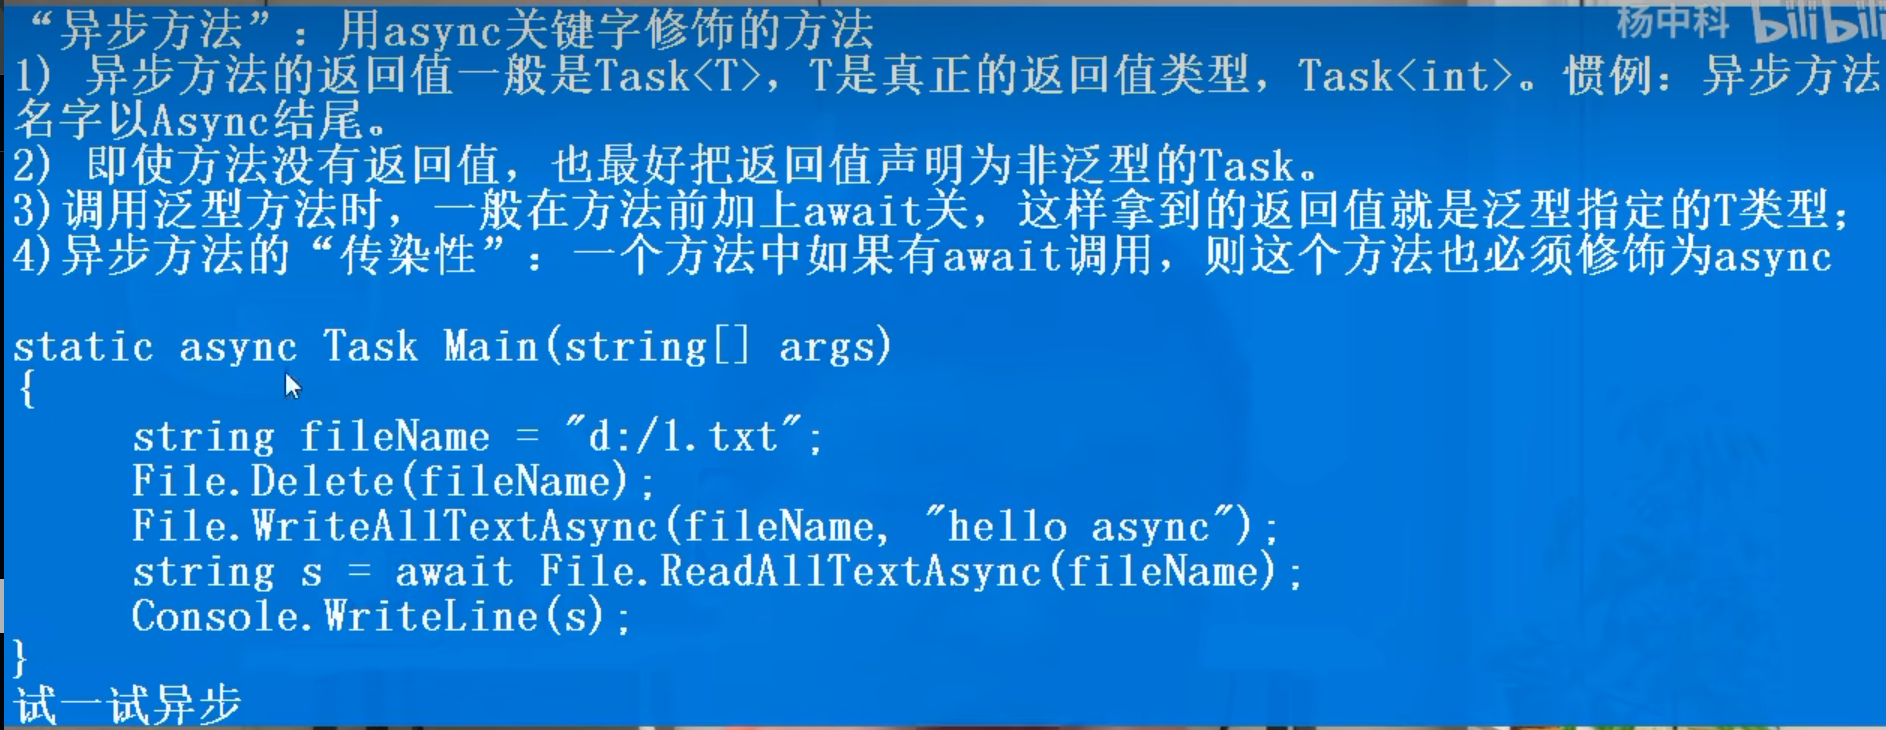 杨中科 bilibili
“异步方法”：用async关键字修饰的方法
1) 异步方法的返回值一般是Task<T>，T是真正的返回值类型，Task<int>。惯例：异步方法
名字以Async结尾。
2) 即使方法没有返回值，也最好把返回值声明为非泛型的Task。
3)调用泛型方法时，一般在方法前加上await关，这样拿到的返回值就是泛型指定的T类型；
4)异步方法的“传染性”：一个方法中如果有await调用，则这个方法也必须修饰为async
static async Task Main(string[] args)
{
string fileName = "d:/1.txt";
File.Delete(fileName);
File.WriteAllTextAsync(fileName, "hello async");
string s = await File.ReadAllTextAsync(fileName);
Console.WriteLine(s);
}
试一试异步